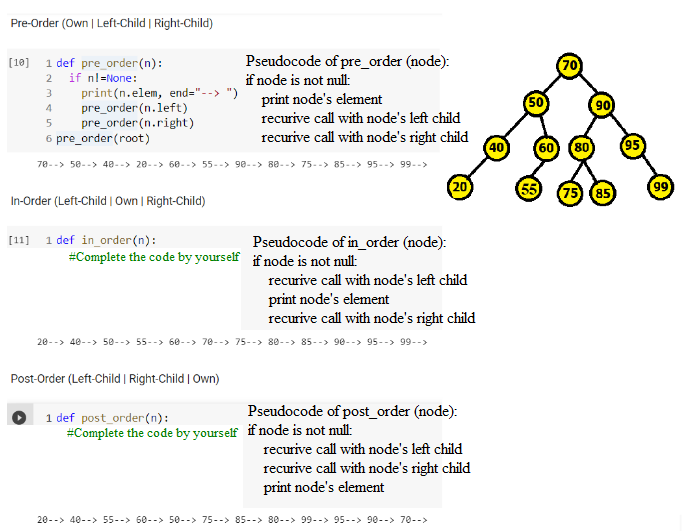 Pre-Order (Own | Left-Child | Right-Child)
[10] 1 def pre_order(n):
2 if n!=None:
3 print(n.elem, end="--> ")
4 pre_order(n.left)
5 pre_order(n.right)
6 pre_order(root)
Pseudocode of pre_order (node):
if node is not null:
print node's element
recurive call with node's left child
recurive call with node's right child
70--> 50--> 40--> 20--> 60--> 55--> 90--> 80--> 75--> 85--> 95--> 99-->
70
50 90
40 60 80 95
20 55 75 85 99
In-Order (Left-Child | Own | Right-Child)
[11] 1 def in_order(n):
#Complete the code by yourself
Pseudocode of in_order (node):
if node is not null:
recurive call with node's left child
print node's element
recurive call with node's right child
20--> 40--> 50--> 55--> 60--> 70--> 75--> 80--> 85--> 90--> 95--> 99-->
Post-Order (Left-Child | Right-Child | Own)
1 def post_order(n):
#Complete the code by yourself
Pseudocode of post_order (node):
if node is not null:
recurive call with node's left child
recurive call with node's right child
print node's element
20--> 40--> 55--> 60--> 50--> 75--> 85--> 80--> 99--> 95--> 90--> 70-->